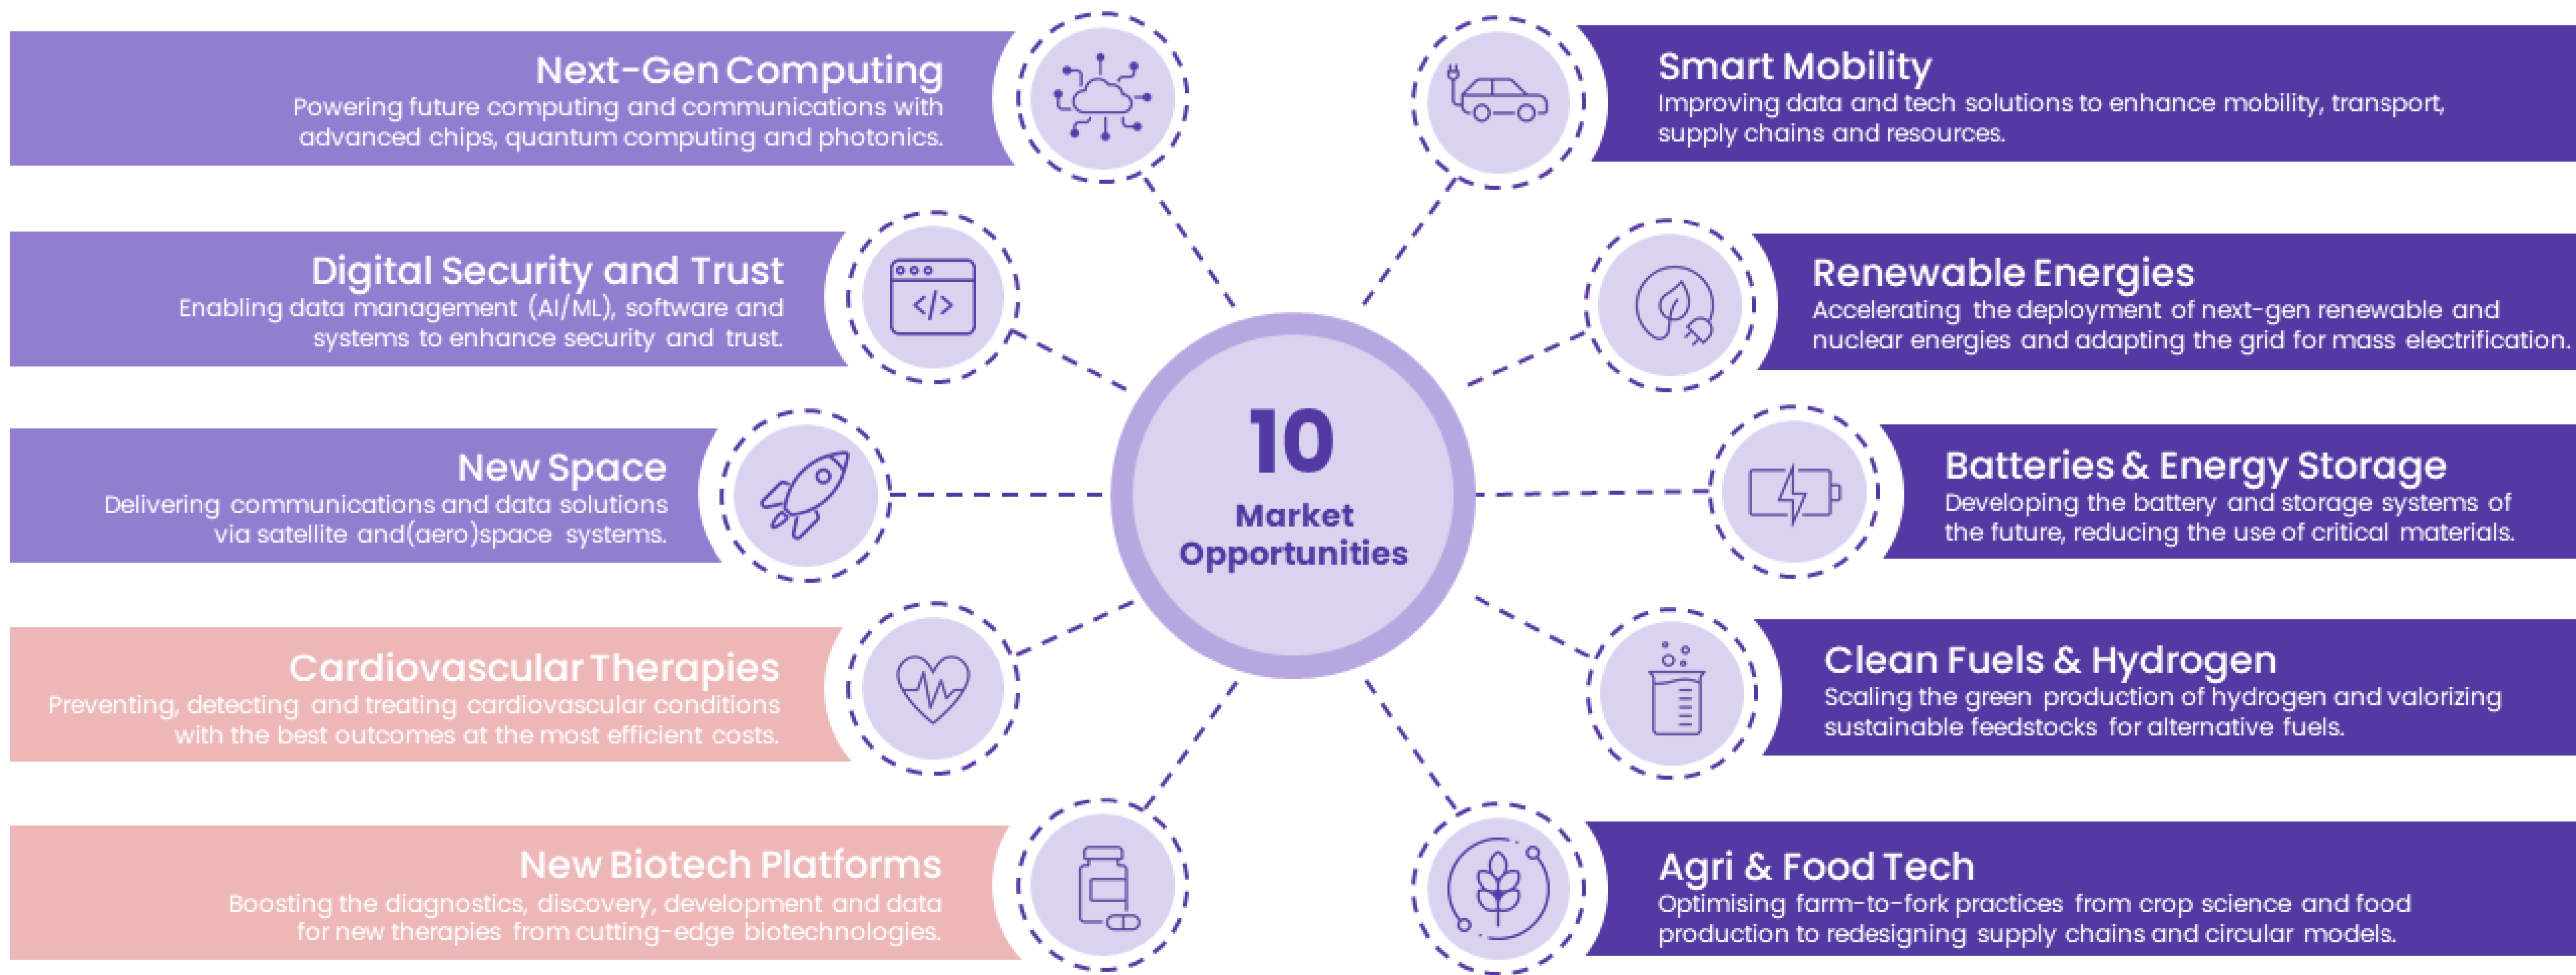 Next-Gen Computing
Powering future computing and communications with
advanced chips, quantum computing and photonics.
Digital Security and Trust
Enabling data management (AI/ML), software and
systems to enhance security and trust.
New Space
Delivering communications and data solutions
via satellite and(aero)space systems.
Cardiovascular Therapies
Preventing, detecting and treating cardiovascular conditions
with the best outcomes at the most efficient costs.
New Biotech Platforms
Boosting the diagnostics, discovery, development and data
for new therapies from cutting-edge biotechnologies.
</>
10
Market
Opportunities
Smart Mobility
Improving data and tech solutions to enhance mobility, transport,
supply chains and resources.
Renewable Energies
Accelerating the deployment of next-gen renewable and
nuclear energies and adapting the grid for mass electrification.
Batteries & Energy Storage
Developing the battery and storage systems of
the future, reducing the use of critical materials.
Clean Fuels & Hydrogen
Scaling the green production of hydrogen and valorizing
sustainable feedstocks for alternative fuels.
Agri & Food Tech
Optimising farm-to-fork practices from crop science and food
production to redesigning supply chains and circular models.